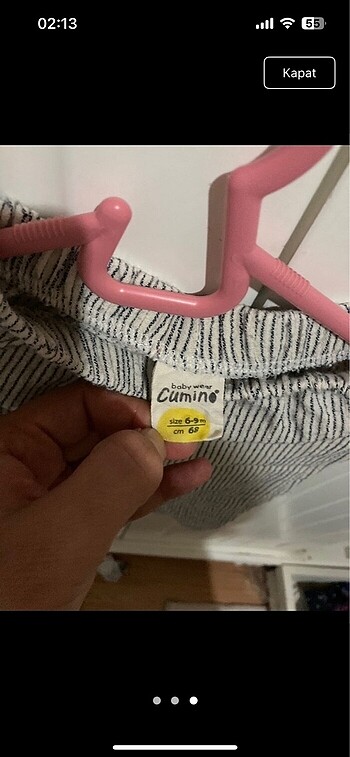 02:13
55
Kapat
baby wear
Cumino
size 6-9 m
cm 68